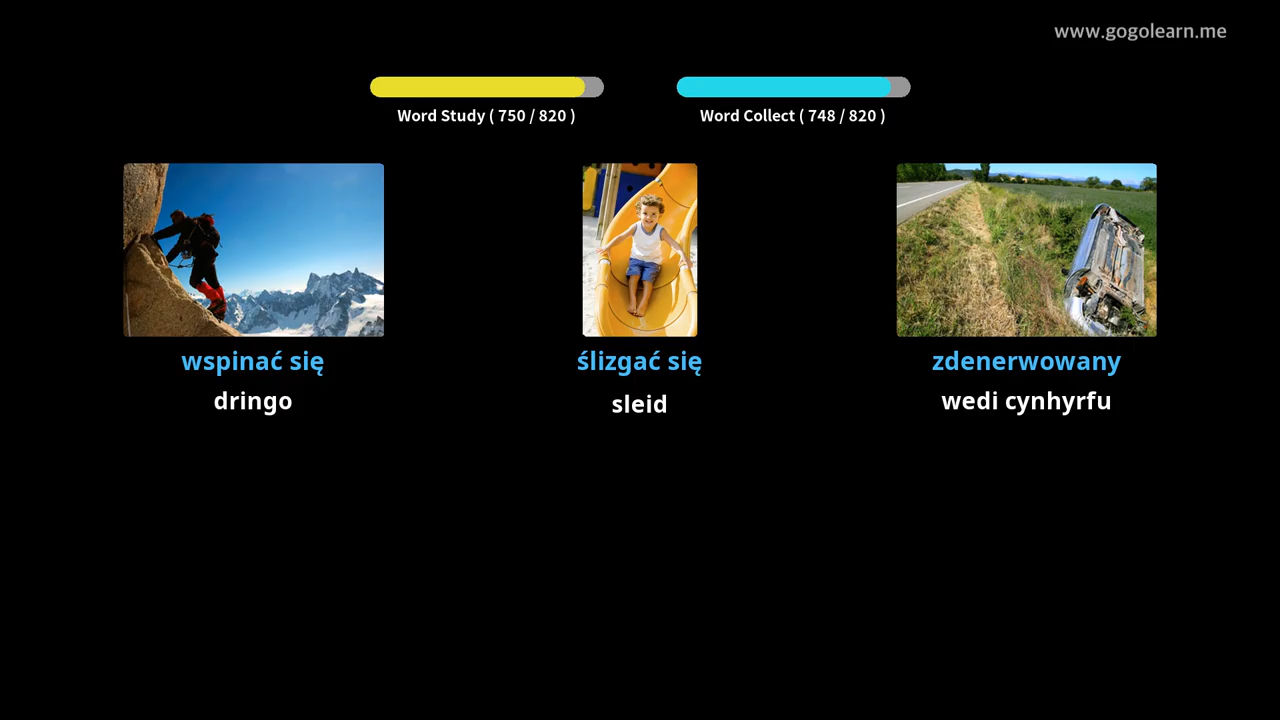 www.gogolearn.me
Word Study ( 750 / 820 )
Word Collect ( 748 / 820 )
wspinać się
dringo
ślizgać się
sleid
zdenerwowany
wedi cynhyrfu